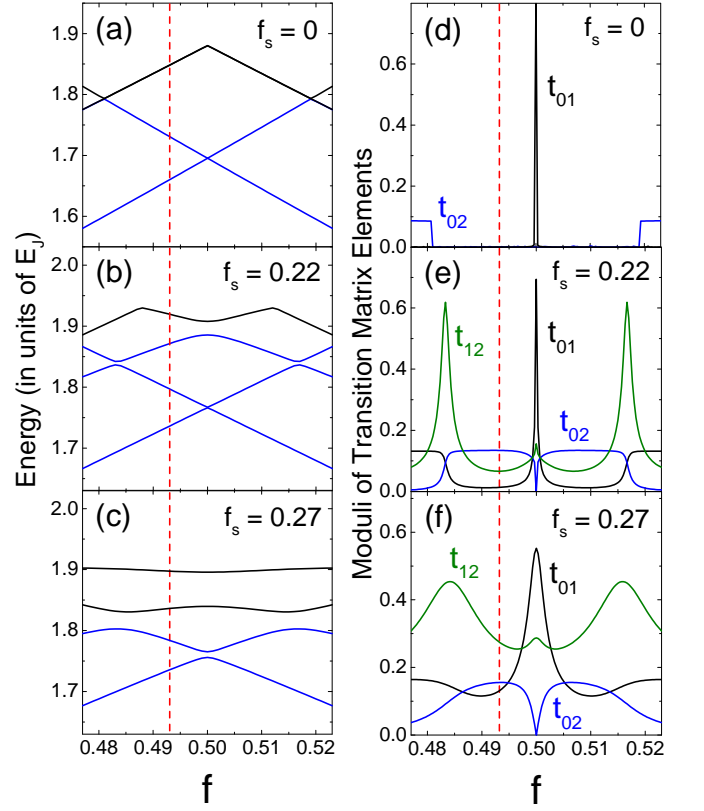 (a) f_s = 0
1.9
1.8
1.7
1.6
(b) f_s = 0.22
2.0
1.9
1.8
1.7
(c) f_s = 0.27
2.0
1.9
1.8
1.7
0.48 0.49 0.50 0.51 0.52
f
Energy (in units of E_J)
(d) f_s = 0
t_01
t_02
0.6
0.4
0.2
0.0
(e) f_s = 0.22
t_12
t_01
t_02
0.6
0.4
0.2
0.0
(f) f_s = 0.27
t_12
t_01
t_02
0.6
0.4
0.2
0.0
0.48 0.49 0.50 0.51 0.52
f
Moduli of Transition Matrix Elements